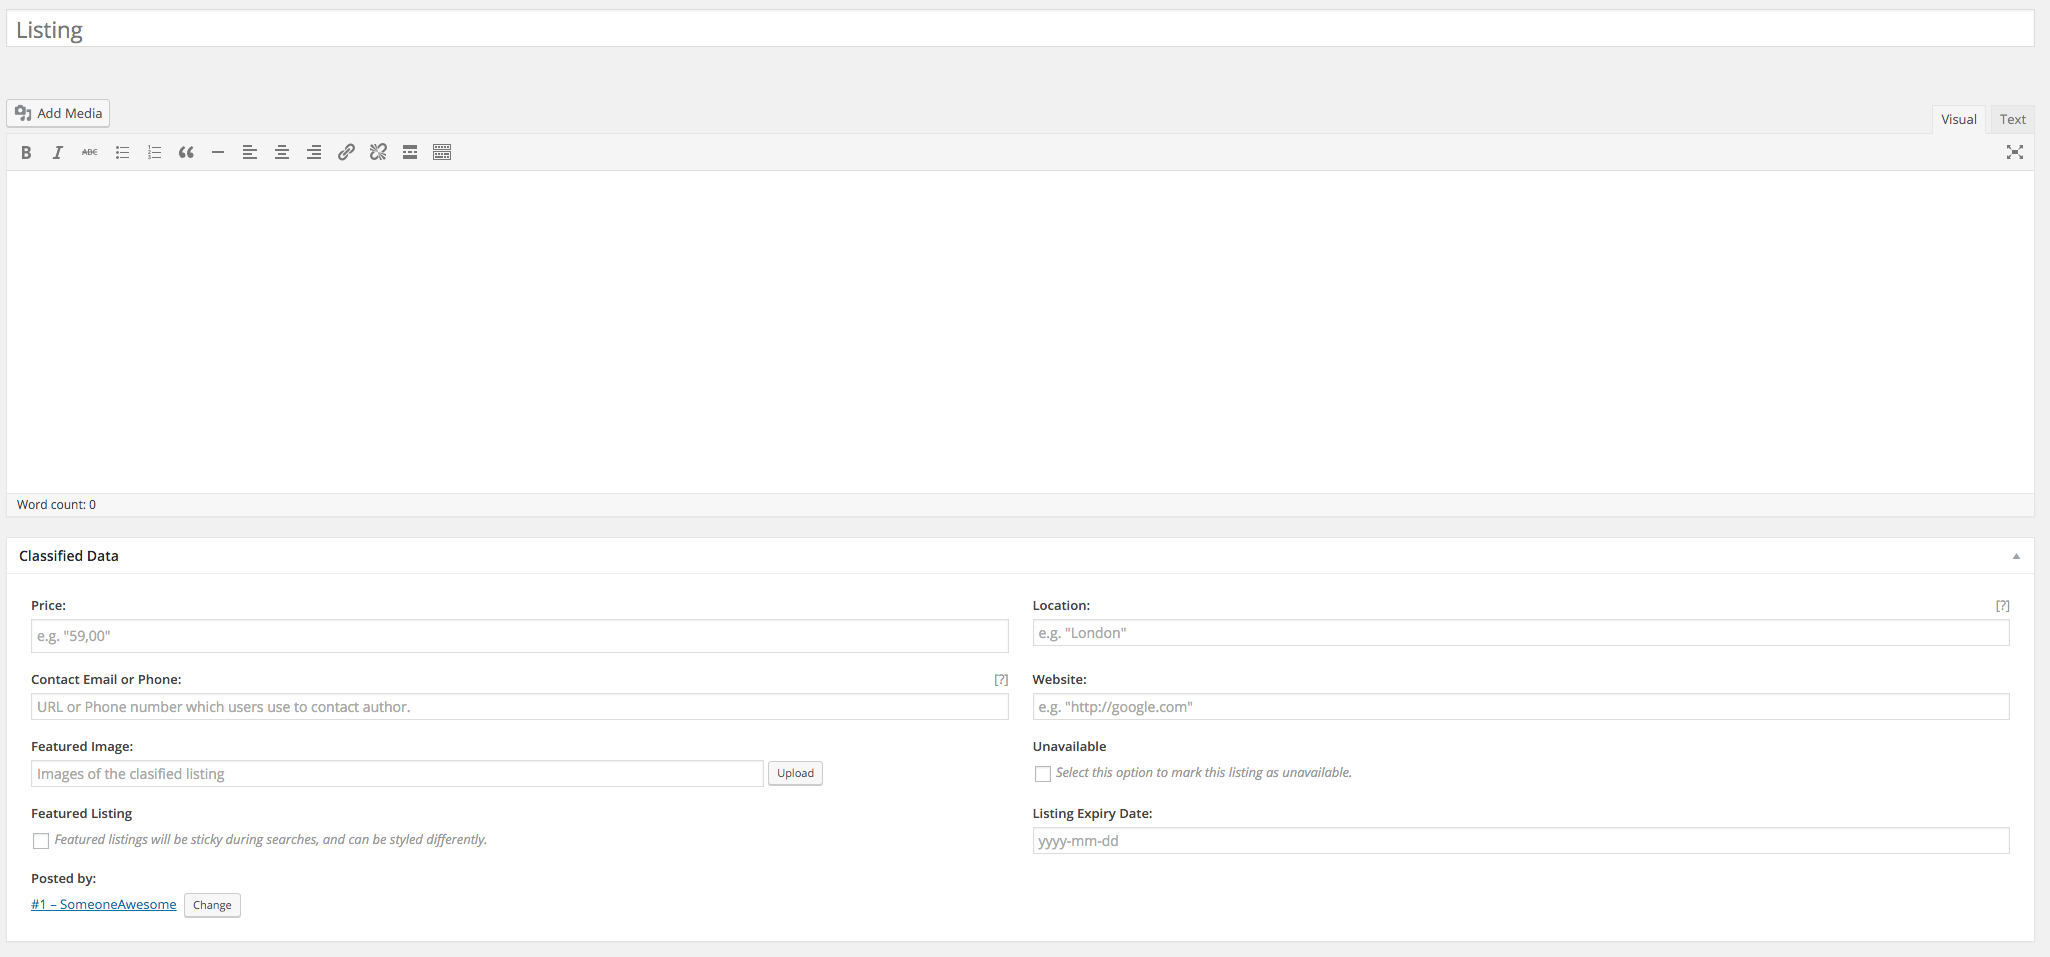 Listing
Add Media
Visual Text
B I ABC
Word count: 0
Classified Data
Price:
e.g. "59,00"
Location: [?]
e.g. "London"
Contact Email or Phone: [?]
URL or Phone number which users use to contact author.
Website:
e.g. "http://google.com"
Featured Image:
Images of the clasified listing Upload
Unavailable
Select this option to mark this listing as unavailable.
Featured Listing
Featured listings will be sticky during searches, and can be styled differently.
Listing Expiry Date:
yyyy-mm-dd
Posted by:
#1 – SomeoneAwesome Change